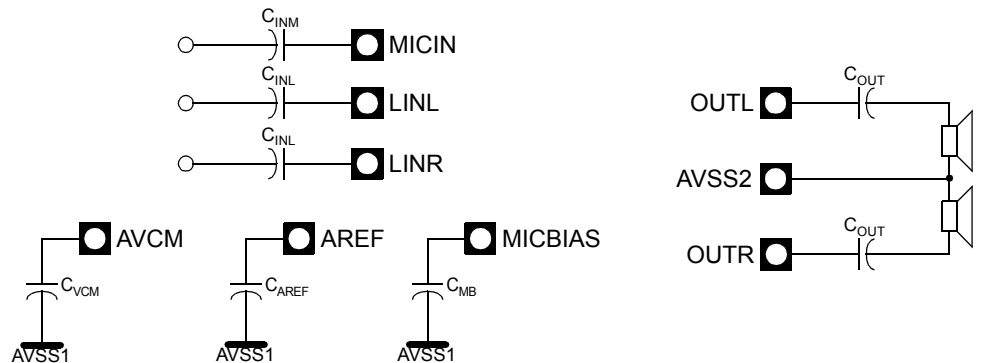 C_INM
MICIN
C_INL
LINL
C_INL
LINR
AVCM
C_VCM
AVSS1
AREF
C_AREF
AVSS1
MICBIAS
C_MB
AVSS1
C_OUT
OUTL
AVSS2
C_OUT
OUTR